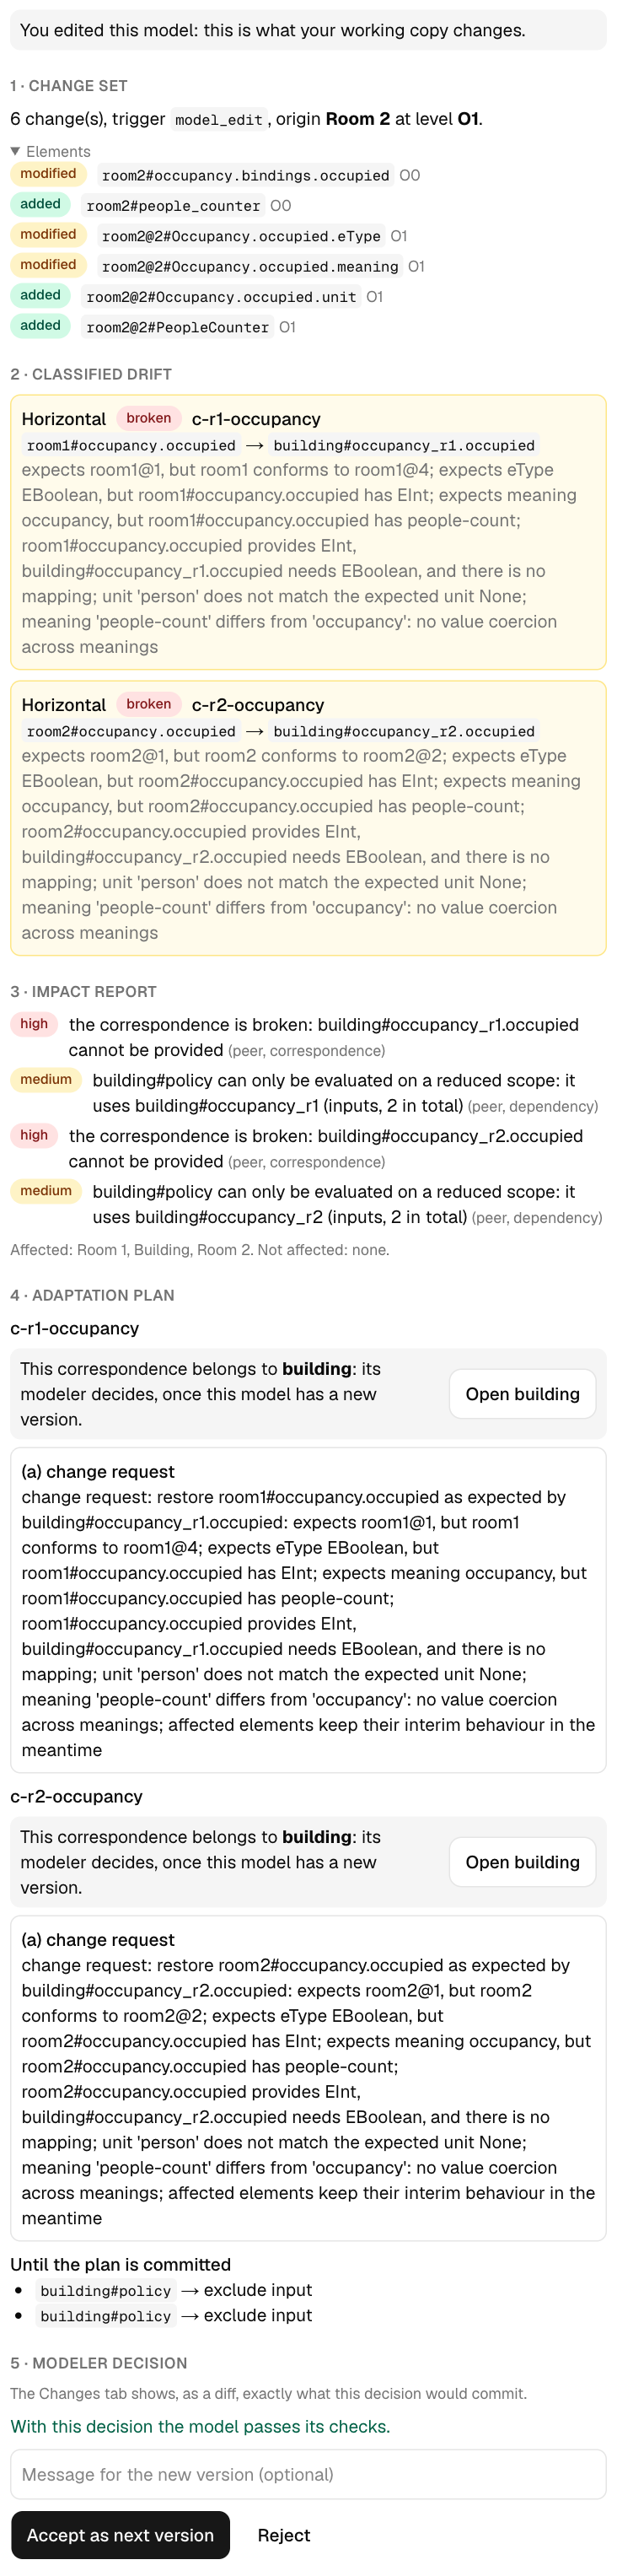 You edited this model: this is what your working copy changes.
1 · CHANGE SET
6 change(s), trigger model_edit, origin Room 2 at level O1.
▼ Elements
modified room2#occupancy.bindings.occupied O0
added room2#people_counter O0
modified room2@2#Occupancy.occupied.eType O1
modified room2@2#Occupancy.occupied.meaning O1
added room2@2#Occupancy.occupied.unit O1
added room2@2#PeopleCounter O1
2 · CLASSIFIED DRIFT
Horizontal broken c-r1-occupancy
room1#occupancy.occupied → building#occupancy_r1.occupied
expects room1@1, but room1 conforms to room1@4; expects eType
EBoolean, but room1#occupancy.occupied has EInt; expects meaning
occupancy, but room1#occupancy.occupied has people-count;
room1#occupancy.occupied provides EInt,
building#occupancy_r1.occupied needs EBoolean, and there is no
mapping; unit 'person' does not match the expected unit None;
meaning 'people-count' differs from 'occupancy': no value coercion
across meanings
Horizontal broken c-r2-occupancy
room2#occupancy.occupied → building#occupancy_r2.occupied
expects room2@1, but room2 conforms to room2@2; expects eType
EBoolean, but room2#occupancy.occupied has EInt; expects meaning
occupancy, but room2#occupancy.occupied has people-count;
room2#occupancy.occupied provides EInt,
building#occupancy_r2.occupied needs EBoolean, and there is no
mapping; unit 'person' does not match the expected unit None;
meaning 'people-count' differs from 'occupancy': no value coercion
across meanings
3 · IMPACT REPORT
high the correspondence is broken: building#occupancy_r1.occupied
cannot be provided (peer, correspondence)
medium building#policy can only be evaluated on a reduced scope: it
uses building#occupancy_r1 (inputs, 2 in total) (peer, dependency)
high the correspondence is broken: building#occupancy_r2.occupied
cannot be provided (peer, correspondence)
medium building#policy can only be evaluated on a reduced scope: it
uses building#occupancy_r2 (inputs, 2 in total) (peer, dependency)
Affected: Room 1, Building, Room 2. Not affected: none.
4 · ADAPTATION PLAN
c-r1-occupancy
This correspondence belongs to building: its
modeler decides, once this model has a new
version.
Open building
(a) change request
change request: restore room1#occupancy.occupied as expected by
building#occupancy_r1.occupied: expects room1@1, but room1
conforms to room1@4; expects eType EBoolean, but
room1#occupancy.occupied has EInt; expects meaning occupancy, but
room1#occupancy.occupied has people-count;
room1#occupancy.occupied provides EInt,
building#occupancy_r1.occupied needs EBoolean, and there is no
mapping; unit 'person' does not match the expected unit None;
meaning 'people-count' differs from 'occupancy': no value coercion
across meanings; affected elements keep their interim behaviour in the
meantime
c-r2-occupancy
This correspondence belongs to building: its
modeler decides, once this model has a new
version.
Open building
(a) change request
change request: restore room2#occupancy.occupied as expected by
building#occupancy_r2.occupied: expects room2@1, but room2
conforms to room2@2; expects eType EBoolean, but
room2#occupancy.occupied has EInt; expects meaning occupancy, but
room2#occupancy.occupied has people-count;
room2#occupancy.occupied provides EInt,
building#occupancy_r2.occupied needs EBoolean, and there is no
mapping; unit 'person' does not match the expected unit None;
meaning 'people-count' differs from 'occupancy': no value coercion
across meanings; affected elements keep their interim behaviour in the
meantime
Until the plan is committed
• building#policy → exclude input
• building#policy → exclude input
5 · MODELER DECISION
The Changes tab shows, as a diff, exactly what this decision would commit.
With this decision the model passes its checks.
Message for the new version (optional)
Accept as next version Reject